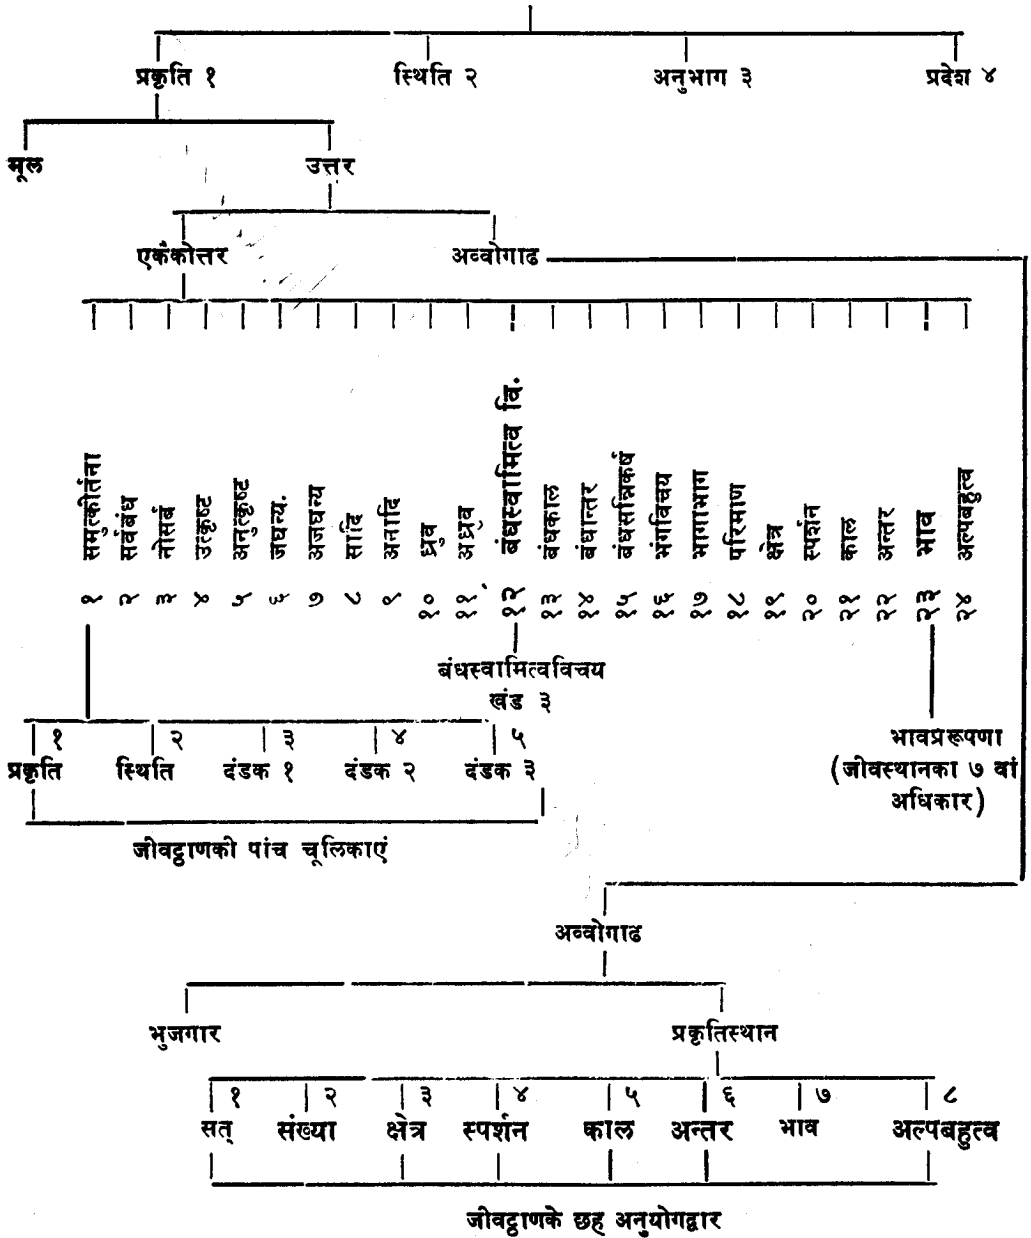 प्रकृति १ स्थिति २ अनुभाग ३ प्रदेश ४
मूल उत्तर
एकैकोत्तर अव्वोगाढ
समुत्कीर्तना १
सर्वबंध २
नोसर्व ३
उत्कृष्ट ४
अनुत्कृष्ट ५
जघन्य. ६
अजघन्य ७
सादि ८
अनादि ९
ध्रुव १०
अध्रुव ११
बंधस्वामित्व वि. १२
बंधकाल १३
बंधान्तर १४
बंधसन्निकर्ष १५
भंगविचय १६
भागाभाग १७
परिमाण १८
क्षेत्र १९
स्पर्शन २०
काल २१
अन्तर २२
भाव २३
अल्पबहुत्व २४
बंधस्वामित्वविचय
खंड ३
१ २ ३ ४ ५
प्रकृति स्थिति दंडक १ दंडक २ दंडक ३
भावप्ररूपणा
(जीवस्थानका ७ वां
अधिकार)
जीवट्ठाणकी पांच चूलिकाएं
अव्वोगाढ
भुजगार प्रकृतिस्थान
१ २ ३ ४ ५ ६ ७ ८
सत् संख्या क्षेत्र स्पर्शन काल अन्तर भाव अल्पबहुत्व
जीवट्ठाणके छह अनुयोगद्वार